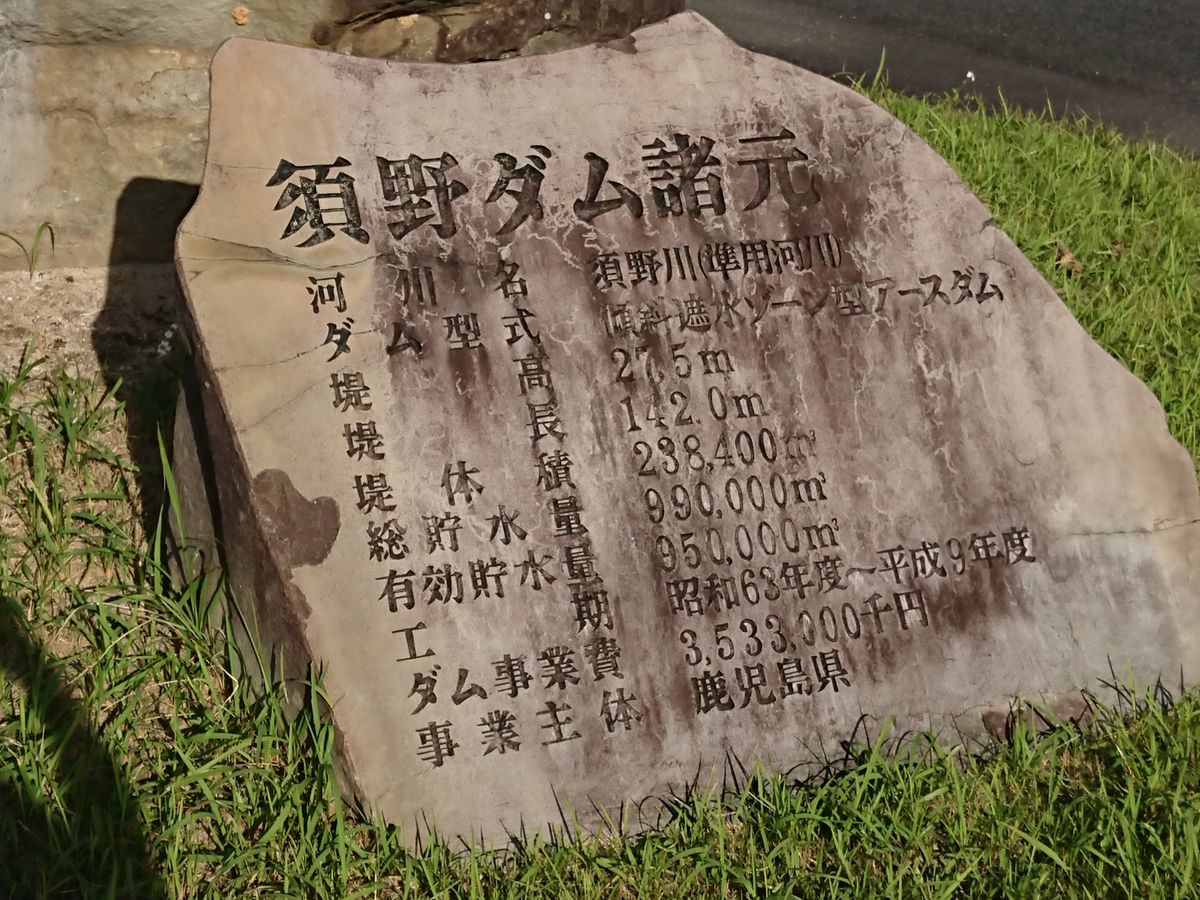 須野ダム諸元
河川名 須野川(準用河川)
ダム型式 傾斜遮水ゾーン型アースダム
堤高 27.5m
堤長 142.0m
堤体積 238,400m³
総貯水量 990,000m³
有効貯水量 950,000m³
工期 昭和63年度~平成9年度
ダム事業費 3,533,000千円
事業主体 鹿児島県